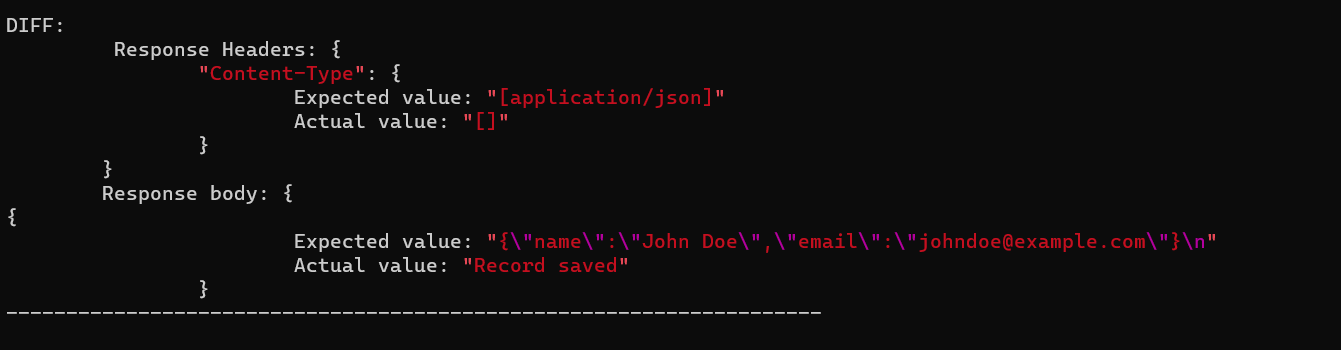 DIFF:
Response Headers: {
"Content-Type": {
Expected value: "[application/json]"
Actual value: "[]"
}
}
Response body: {
{
Expected value: "{\"name\":\"John Doe\",\"email\":\"johndoe@example.com\"}\n"
Actual value: "Record saved"
}
--------------------------------------------------------------------